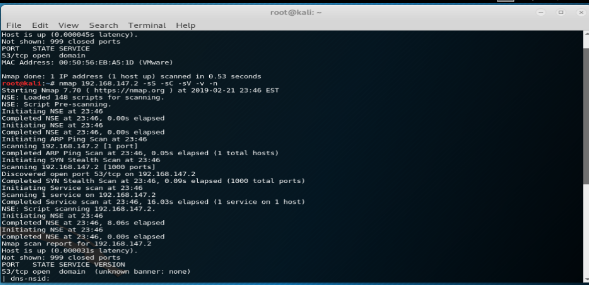 root@kali: ~
File Edit View Search Terminal Help
Host is up (0.000045s latency).
Not shown: 999 closed ports
PORT   STATE SERVICE
53/tcp open  domain
MAC Address: 00:50:56:EB:A5:1D (VMware)

Nmap done: 1 IP address (1 host up) scanned in 0.53 seconds
root@kali:~# nmap 192.168.147.2 -sS -sC -sV -v -n
Starting Nmap 7.70 ( https://nmap.org ) at 2019-02-21 23:46 EST
NSE: Loaded 148 scripts for scanning.
NSE: Script Pre-scanning.
Initiating NSE at 23:46
Completed NSE at 23:46, 0.00s elapsed
Initiating NSE at 23:46
Completed NSE at 23:46, 0.00s elapsed
Initiating ARP Ping Scan at 23:46
Scanning 192.168.147.2 [1 port]
Completed ARP Ping Scan at 23:46, 0.05s elapsed (1 total hosts)
Initiating SYN Stealth Scan at 23:46
Scanning 192.168.147.2 [1000 ports]
Discovered open port 53/tcp on 192.168.147.2
Completed SYN Stealth Scan at 23:46, 0.09s elapsed (1000 total ports)
Initiating Service scan at 23:46
Scanning 1 service on 192.168.147.2
Completed Service scan at 23:46, 16.03s elapsed (1 service on 1 host)
NSE: Script scanning 192.168.147.2.
Initiating NSE at 23:46
Completed NSE at 23:46, 8.06s elapsed
Initiating NSE at 23:46
Completed NSE at 23:46, 0.00s elapsed
Nmap scan report for 192.168.147.2
Host is up (0.000031s latency).
Not shown: 999 closed ports
PORT   STATE SERVICE VERSION
53/tcp open  domain  (unknown banner: none)
| dns-nsid: